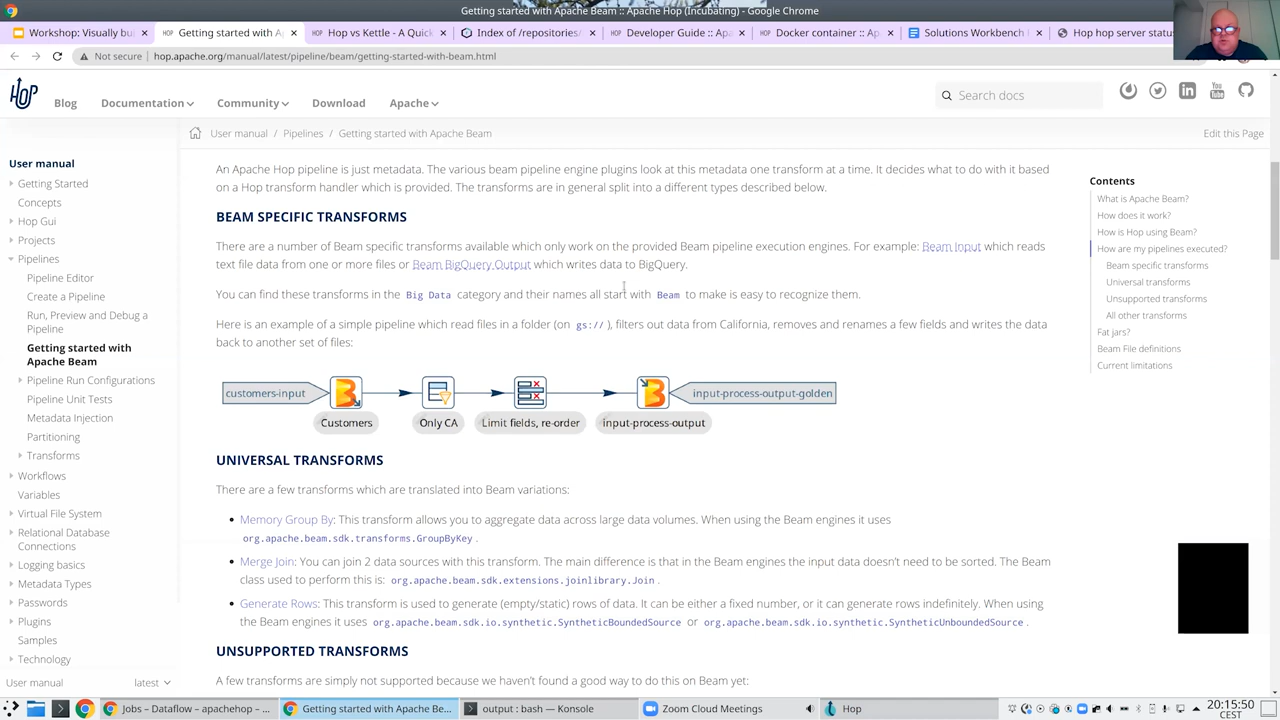 Getting started with Apache Beam :: Apache Hop (Incubating) - Google Chrome
Workshop: Visually bu
Getting started with A
Hop vs Kettle - A Quick
Index of /repositories/
Developer Guide :: Ap
Docker container :: Ap
Solutions Workbench
Hop hop server status
Not secure
hop.apache.org/manual/latest/pipeline/beam/getting-started-with-beam.html
HOP
Blog
Documentation
Community
Download
Apache
Search docs
User manual / Pipelines / Getting started with Apache Beam
Edit this Page
User manual
Getting Started
Concepts
Hop Gui
Projects
Pipelines
Pipeline Editor
Create a Pipeline
Run, Preview and Debug a
Pipeline
Getting started with
Apache Beam
Pipeline Run Configurations
Pipeline Unit Tests
Metadata Injection
Partitioning
Transforms
Workflows
Variables
Virtual File System
Relational Database
Connections
Logging basics
Metadata Types
Passwords
Plugins
Samples
Technology
User manual
latest
An Apache Hop pipeline is just metadata. The various beam pipeline engine plugins look at this metadata one transform at a time. It decides what to do with it based
on a Hop transform handler which is provided. The transforms are in general split into a different types described below.
BEAM SPECIFIC TRANSFORMS
There are a number of Beam specific transforms available which only work on the provided Beam pipeline execution engines. For example: Beam Input which reads
text file data from one or more files or Beam BigQuery Output which writes data to BigQuery.
You can find these transforms in the Big Data category and their names all start with Beam to make is easy to recognize them.
Here is an example of a simple pipeline which read files in a folder (on gs:// ), filters out data from California, removes and renames a few fields and writes the data
back to another set of files:
customers-input
input-process-output-golden
Customers
Only CA
Limit fields, re-order
input-process-output
UNIVERSAL TRANSFORMS
There are a few transforms which are translated into Beam variations:
Memory Group By: This transform allows you to aggregate data across large data volumes. When using the Beam engines it uses
org.apache.beam.sdk.transforms.GroupByKey .
Merge Join: You can join 2 data sources with this transform. The main difference is that in the Beam engines the input data doesn't need to be sorted. The Beam
class used to perform this is: org.apache.beam.sdk.extensions.joinlibrary.Join .
Generate Rows: This transform is used to generate (empty/static) rows of data. It can be either a fixed number, or it can generate rows indefinitely. When using
the Beam engines it uses org.apache.beam.sdk.io.synthetic.SyntheticBoundedSource or org.apache.beam.sdk.io.synthetic.SyntheticUnboundedSource .
UNSUPPORTED TRANSFORMS
A few transforms are simply not supported because we haven't found a good way to do this on Beam yet:
Contents
What is Apache Beam?
How does it work?
How is Hop using Beam?
How are my pipelines executed?
Beam specific transforms
Universal transforms
Unsupported transforms
All other transforms
Fat jars?
Beam File definitions
Current limitations
Jobs – Dataflow – apachehop – ...
Getting started with Apache Be...
output : bash — Konsole
Zoom Cloud Meetings
Hop
20:15:50
CEST